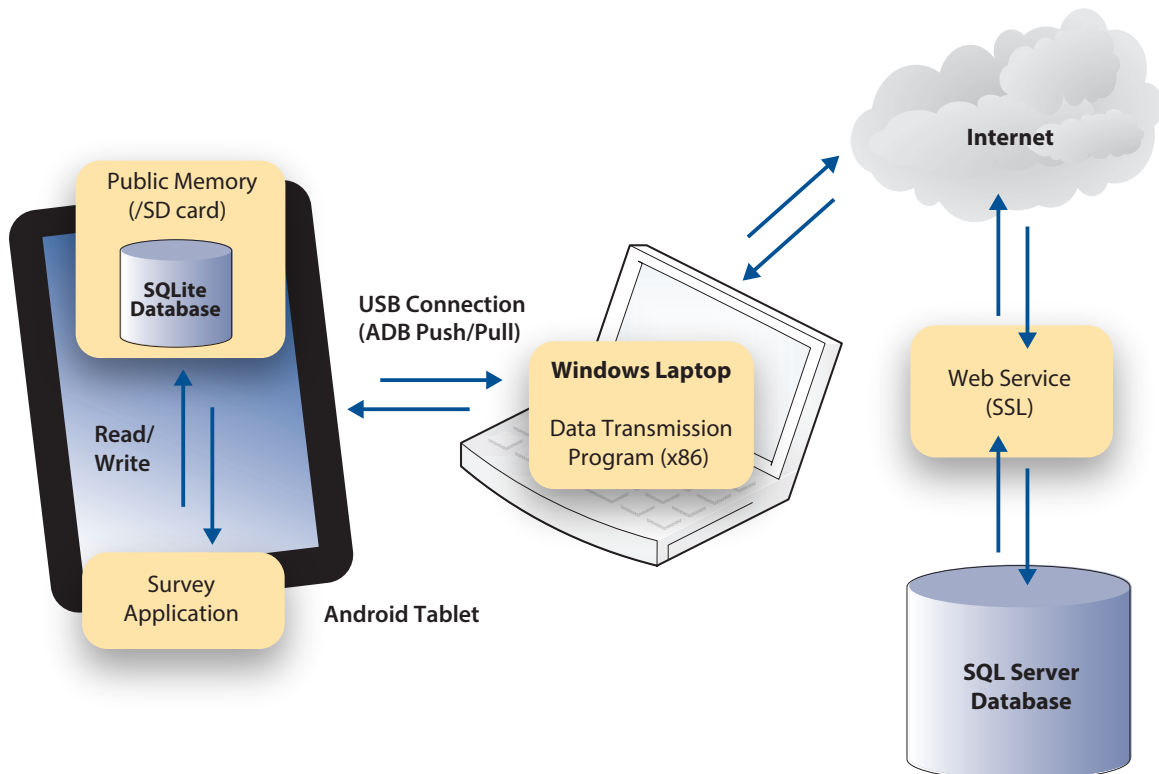 Public Memory
(/SD card)
SQLite
Database
Read/
Write
Survey
Application
Android Tablet
USB Connection
(ADB Push/Pull)
Windows Laptop
Data Transmission
Program (x86)
Internet
Web Service
(SSL)
SQL Server
Database